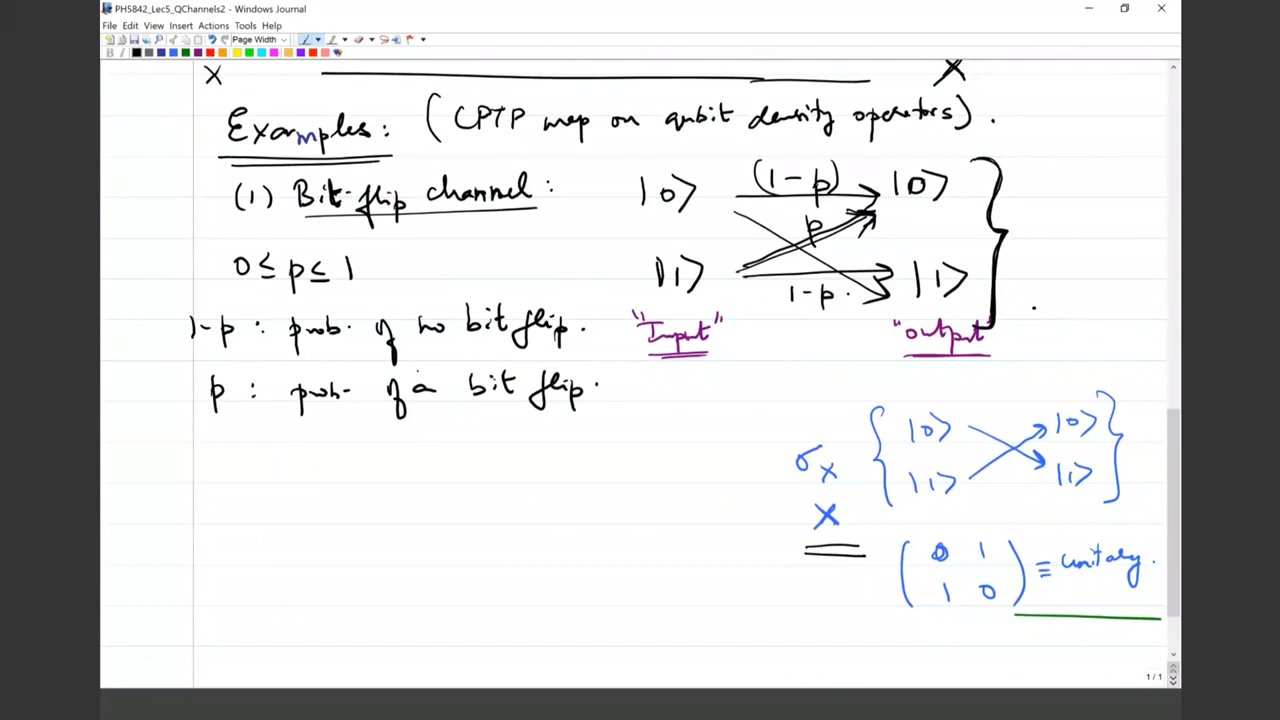 PH5842_Lec5_QChannels2 - Windows Journal
File Edit View Insert Actions Tools Help
Page Width
B I
X X
Examples: (CPTP map on qubit density operators).
(1) Bit-flip channel: |0⟩ (1-p) |0⟩
p
0 ≤ p ≤ 1 |1⟩ 1-p. |1⟩
1-p : prob. of no bit flip. "Input" "output"
p : prob. of a bit flip.
σx { |0⟩ |0⟩ }
|1⟩ |1⟩
X
( 0 1 ) ≡ unitary.
1 0
1 / 1